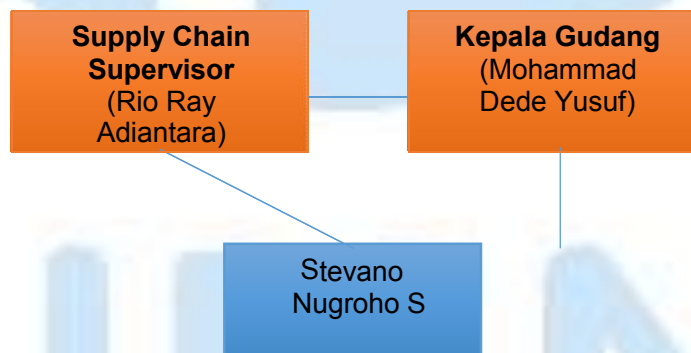 Supply Chain
Supervisor
(Rio Ray
Adiantara)
Kepala Gudang
(Mohammad
Dede Yusuf)
Stevano
Nugroho S